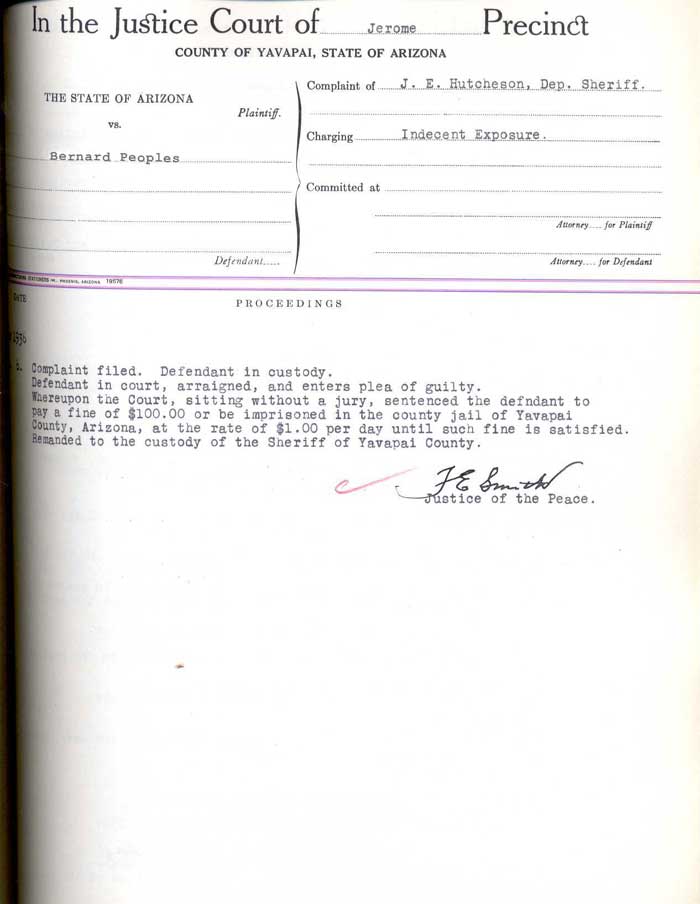 In the Justice Court of Jerome Precinct
COUNTY OF YAVAPAI, STATE OF ARIZONA
THE STATE OF ARIZONA
Plaintiff.
vs.
Bernard Peoples
Defendant.....
Complaint of J. E. Hutcheson, Dep. Sheriff.
Charging Indecent Exposure.
Committed at
Attorney.... for Plaintiff
Attorney.... for Defendant
PHOENIX, ARIZONA 19576
DATE
PROCEEDINGS
1936
Complaint filed. Defendant in custody.
Defendant in court, arraigned, and enters plea of guilty.
Whereupon the Court, sitting without a jury, sentenced the defndant to
pay a fine of $100.00 or be imprisoned in the county jail of Yavapai
County, Arizona, at the rate of $1.00 per day until such fine is satisfied.
Remanded to the custody of the Sheriff of Yavapai County.
F E Smith
Justice of the Peace.